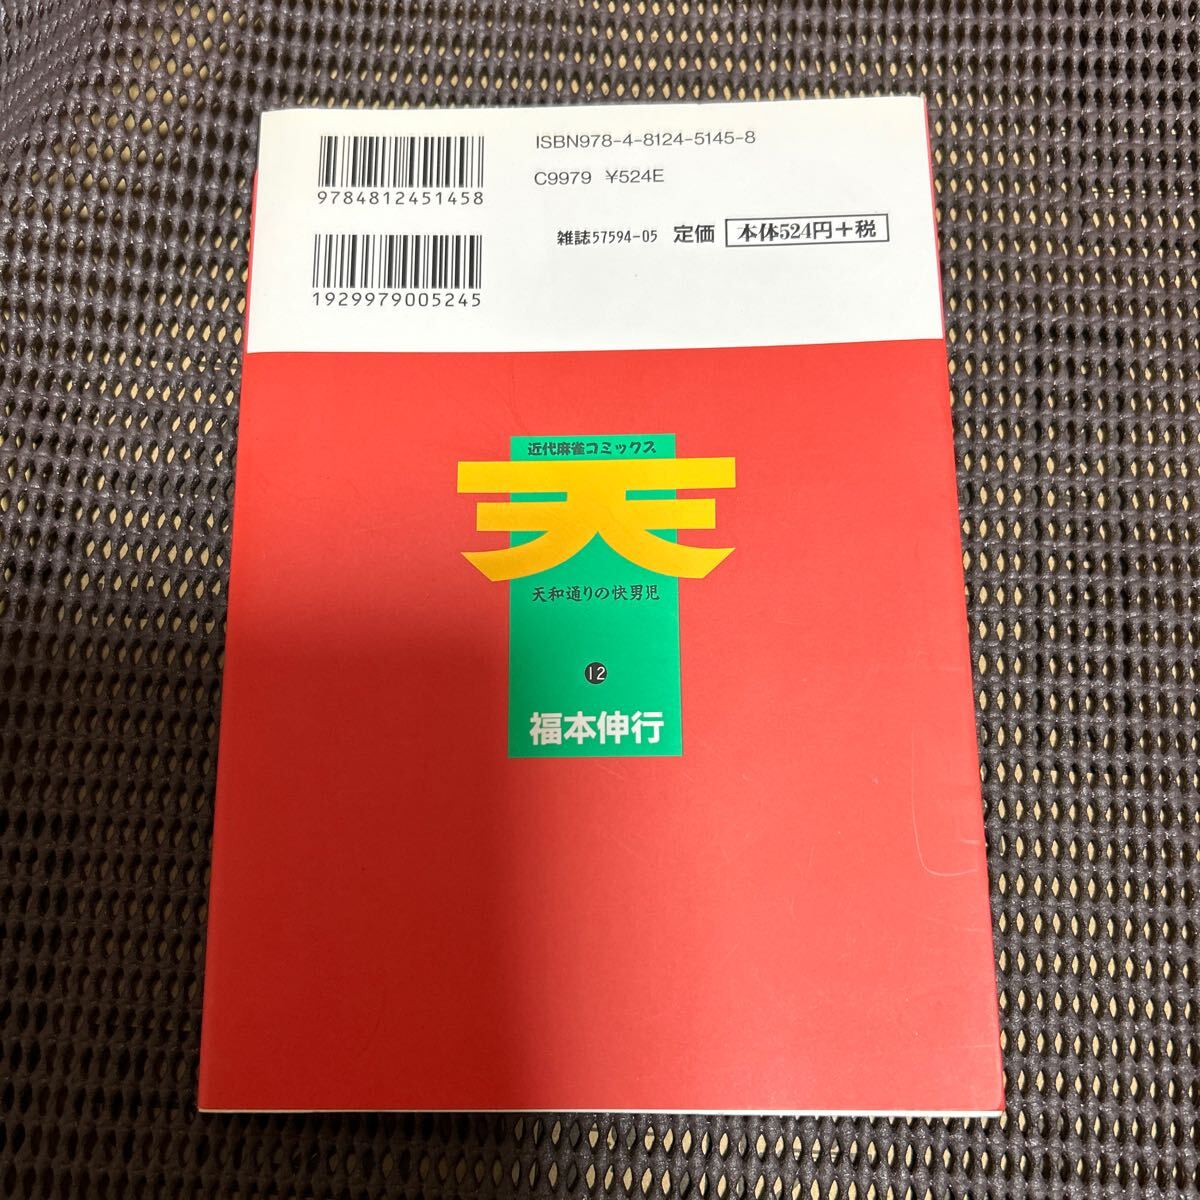 ISBN978-4-8124-5145-8
9784812451458
C9979 ¥524E
雑誌57594-05 定価 本体524円+税
1929979005245
近代麻雀コミックス
天
天和通りの快男児
12
福本伸行